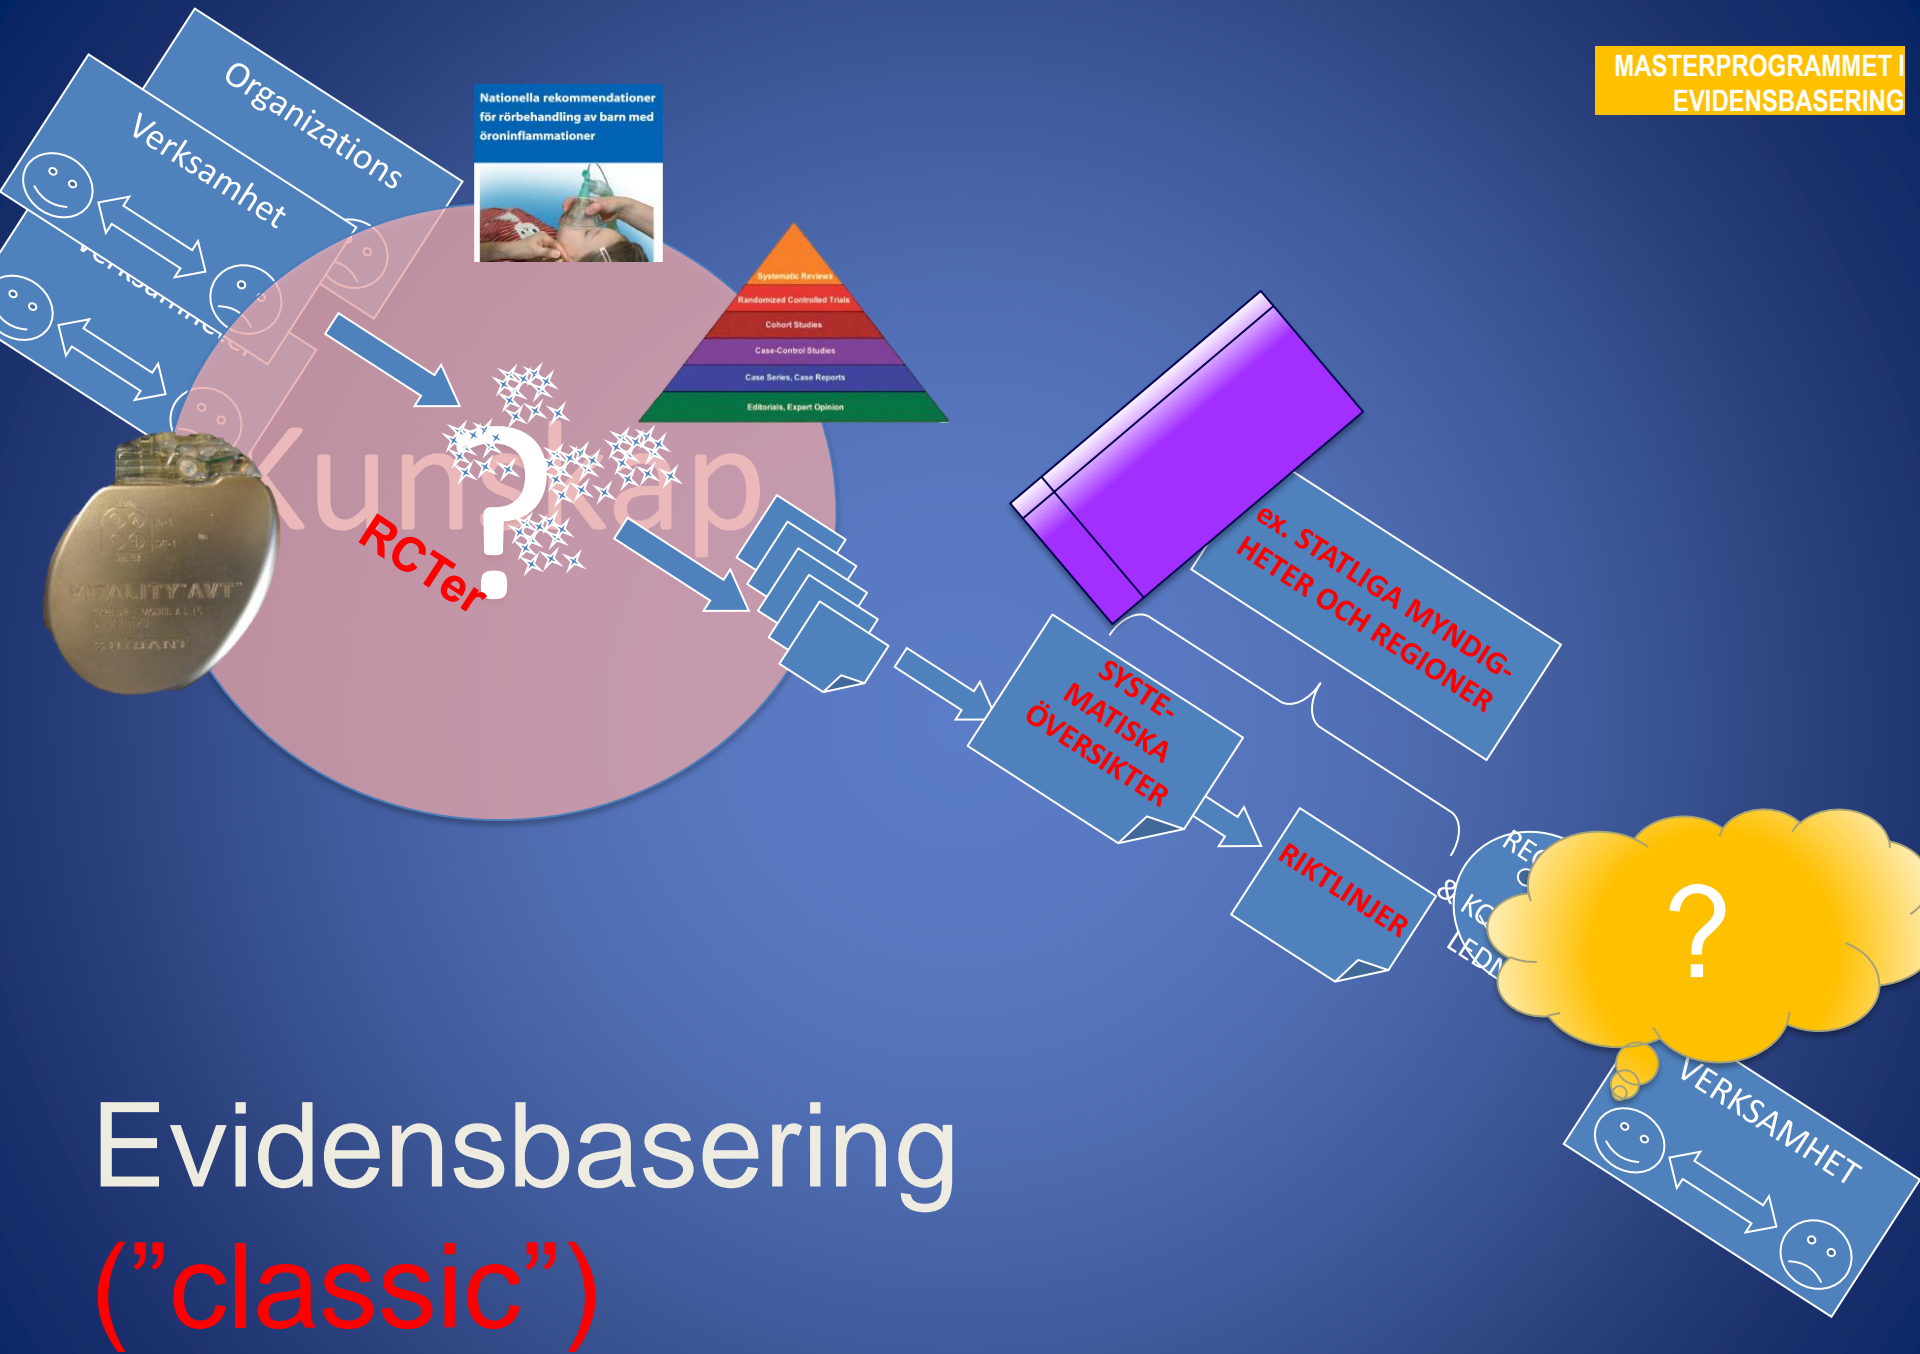 MASTERPROGRAMMET I
EVIDENSBASERING
Organizations
Verksamhet
Nationella rekommendationer
för rörbehandling av barn med
öroninflammationer
Systematic Reviews
Randomized Controlled Trials
Cohort Studies
Case-Control Studies
Case Series, Case Reports
Editorials, Expert Opinion
Kunskap
?
RCTer
VITALITY AVT
ex. STATLIGA MYNDIG-
HETER OCH REGIONER
SYSTE-
MATISKA
ÖVERSIKTER
RIKTLINJER
&
?
VERKSAMHET
Evidensbasering
(”classic”)